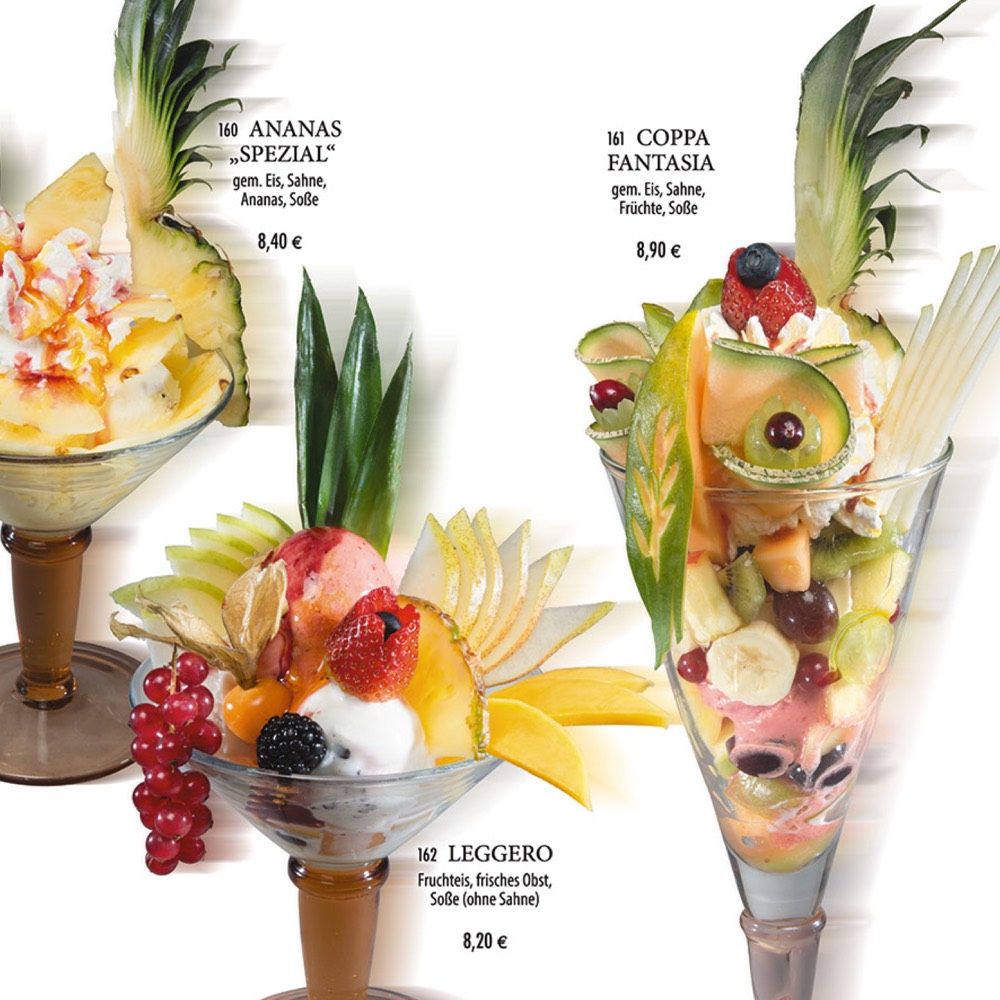 160 ANANAS
„SPEZIAL“
gem. Eis, Sahne,
Ananas, Soße
8,40 €
161 COPPA
FANTASIA
gem. Eis, Sahne,
Früchte, Soße
8,90 €
162 LEGGERO
Fruchteis, frisches Obst,
Soße (ohne Sahne)
8,20 €